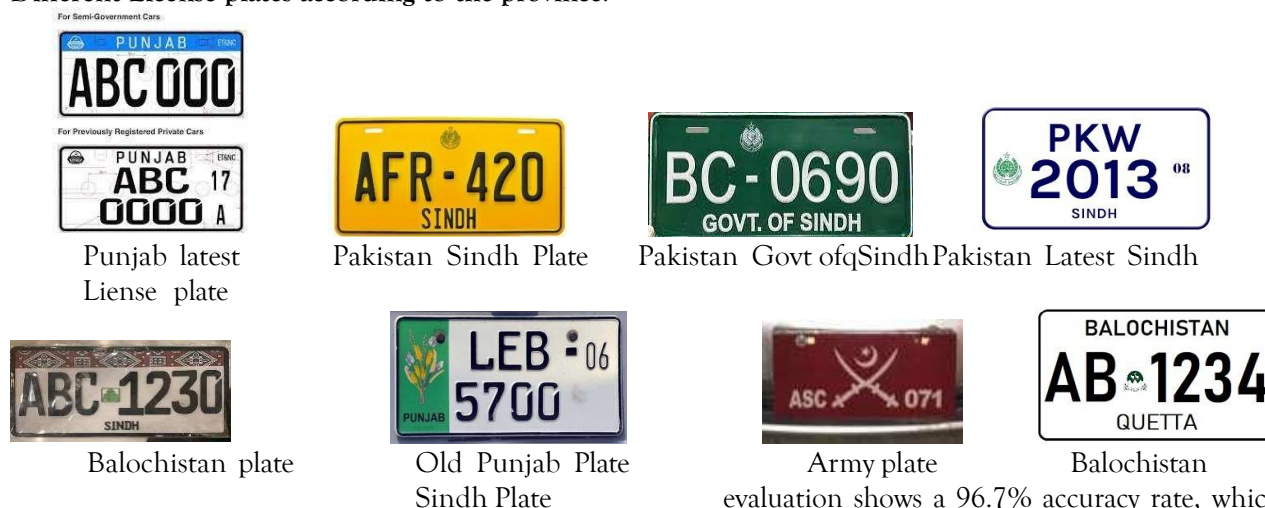 Different License plates according to the province.
For Semi-Government Cars
PUNJAB ET&NC
ABC 000
For Previously Registered Private Cars
PUNJAB ET&NC
ABC 17
0000 A
AFR-420
SINDH
BC-0690
GOVT. OF SINDH
PKW
2013 08
SINDH
Punjab latest
Liense plate
Pakistan Sindh Plate
Pakistan Govt ofqSindh
Pakistan Latest Sindh
ABC-1230
SINDH
LEB 06
PUNJAB 5700
ASC 071
BALOCHISTAN
AB 1234
QUETTA
Balochistan plate
Old Punjab Plate
Sindh Plate
Army plate
Balochistan
evaluation shows a 96.7% accuracy rate,